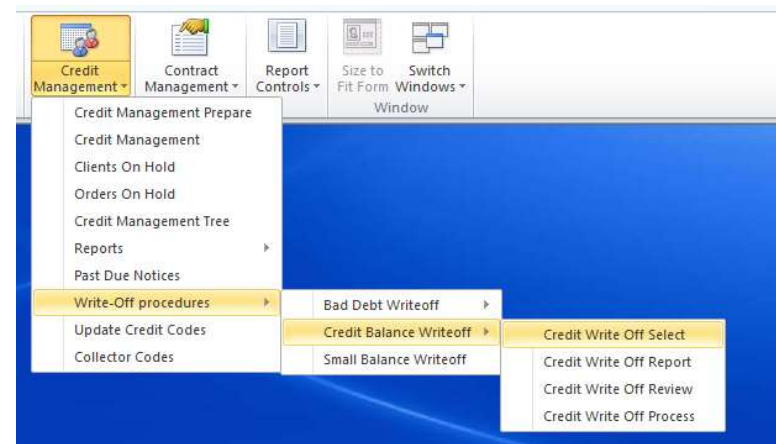 Credit
Management
Contract
Management
Report
Controls
Size to
Fit Form
Switch
Windows
Window
Credit Management Prepare
Credit Management
Clients On Hold
Orders On Hold
Credit Management Tree
Reports
Past Due Notices
Write-Off procedures
Update Credit Codes
Collector Codes
Bad Debt Writeoff
Credit Balance Writeoff
Small Balance Writeoff
Credit Write Off Select
Credit Write Off Report
Credit Write Off Review
Credit Write Off Process